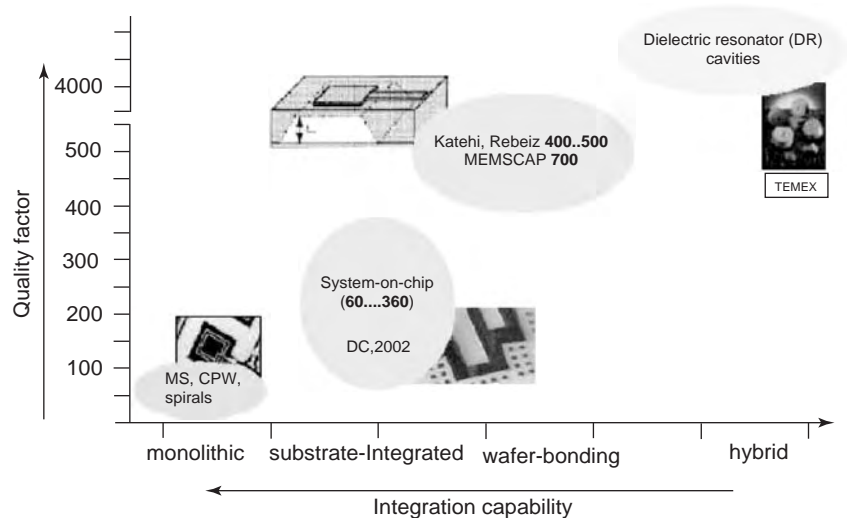 Quality factor
4000
500
400
300
200
100
Dielectric resonator (DR)
cavities
TEMEX
Katehi, Rebeiz 400..500
MEMSCAP 700
System-on-chip
(60....360)
DC,2002
MS, CPW,
spirals
monolithic substrate-Integrated wafer-bonding hybrid
Integration capability